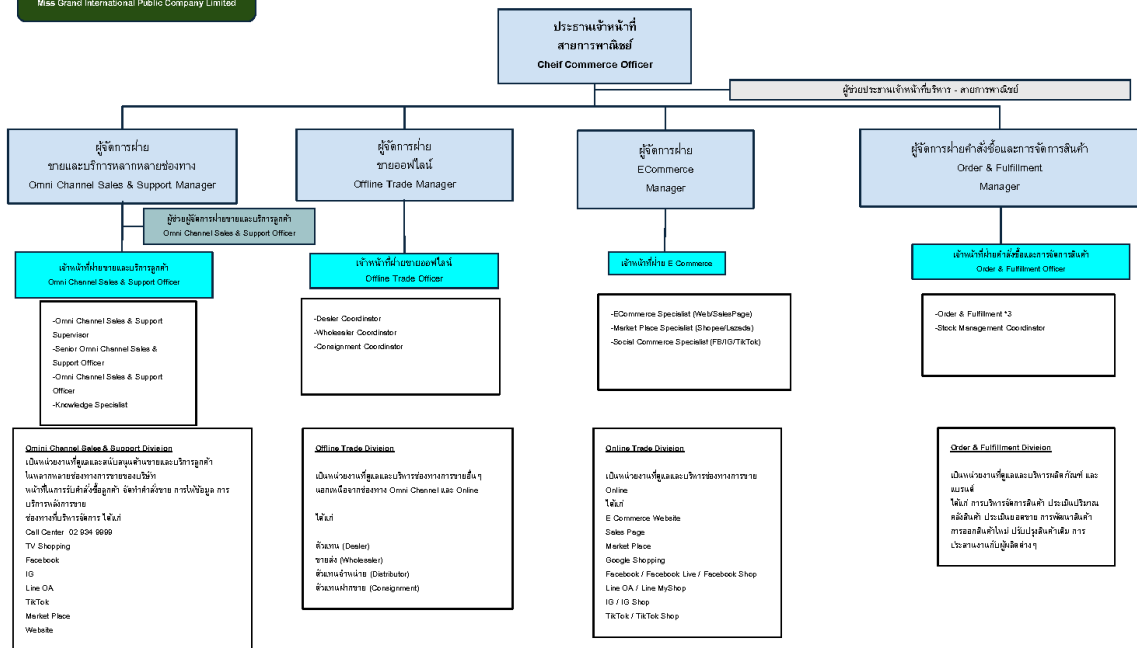 Miss Grand International Public Company Limited
ประธานเจ้าหน้าที่
สายการพาณิชย์
Cheif Commerce Officer
ผู้ช่วยประธานเจ้าหน้าที่บริหาร - สายการพาณิชย์
ผู้จัดการฝ่าย
ขายและบริการหลากหลายช่องทาง
Omni Channel Sales & Support Manager
ผู้จัดการฝ่าย
ขายออฟไลน์
Offline Trade Manager
ผู้จัดการฝ่าย
ECommerce
Manager
ผู้จัดการฝ่ายคำสั่งซื้อและการจัดการสินค้า
Order & Fulfillment
Manager
ผู้ช่วยผู้จัดการฝ่ายขายและบริการลูกค้า
Omni Channel Sales & Support Officer
เจ้าหน้าที่ฝ่ายขายและบริการลูกค้า
Omni Channel Sales & Support Officer
เจ้าหน้าที่ฝ่ายขายออฟไลน์
Offline Trade Officer
เจ้าหน้าที่ฝ่าย E Commerce
เจ้าหน้าที่ฝ่ายคำสั่งซื้อและการจัดการสินค้า
Order & Fulfillment Officer
-Omni Channel Sales & Support
Supervisor
-Senior Omni Channel Sales &
Support Officer
-Omni Channel Sales & Support
Officer
-Knowledge Specialist
-Dealer Coordinator
-Wholesaler Coordinator
-Consignment Coordinator
-ECommerce Specialist (Web/SalesPage)
-Market Place Specialist (Shopee/Lazada)
-Social Commerce Specialist (FB/IG/TikTok)
-Order & Fulfillment *3
-Stock Management Coordinator
Omini Channel Sales & Support Division
เป็นหน่วยงานที่ดูแลและสนับสนุนด้านขายและบริการลูกค้า
ในหลากหลายช่องทางการขายของบริษัท
หน้าที่ในการรับคำสั่งซื้อลูกค้า จัดทำคำสั่งขาย การให้ข้อมูล การ
บริการหลังการขาย
ช่องทางที่บริหารจัดการ ได้แก่
Call Center 02 934 9999
TV Shopping
Facebook
IG
Line OA
TikTok
Market Place
Website
Offline Trade Division
เป็นหน่วยงานที่ดูแลและบริหารช่องทางการขายอื่นๆ
นอกเหนือจากช่องทาง Omni Channel และ Online
ได้แก่
ตัวแทน (Dealer)
ขายส่ง (Wholesaler)
ตัวแทนจำหน่าย (Distributor)
ตัวแทนฝากขาย (Consignment)
Online Trade Division
เป็นหน่วยงานที่ดูแลและบริหารช่องทางการขาย
Online
ได้แก่
E Commerce Website
Sales Page
Market Place
Google Shopping
Facebook / Facebook Live / Facebook Shop
Line OA / Line MyShop
IG / IG Shop
TikTok / TikTok Shop
Order & Fulfillment Division
เป็นหน่วยงานที่ดูแลและบริหารผลิตภัณฑ์ และ
แบรนด์
ได้แก่ การบริหารจัดการสินค้า ประเมินปริมาณ
คลังสินค้า ประเมินยอดขาย การพัฒนาสินค้า
การออกสินค้าใหม่ ปรับปรุงสินค้าเดิม การ
ประสานงานกับผู้ผลิตต่างๆ